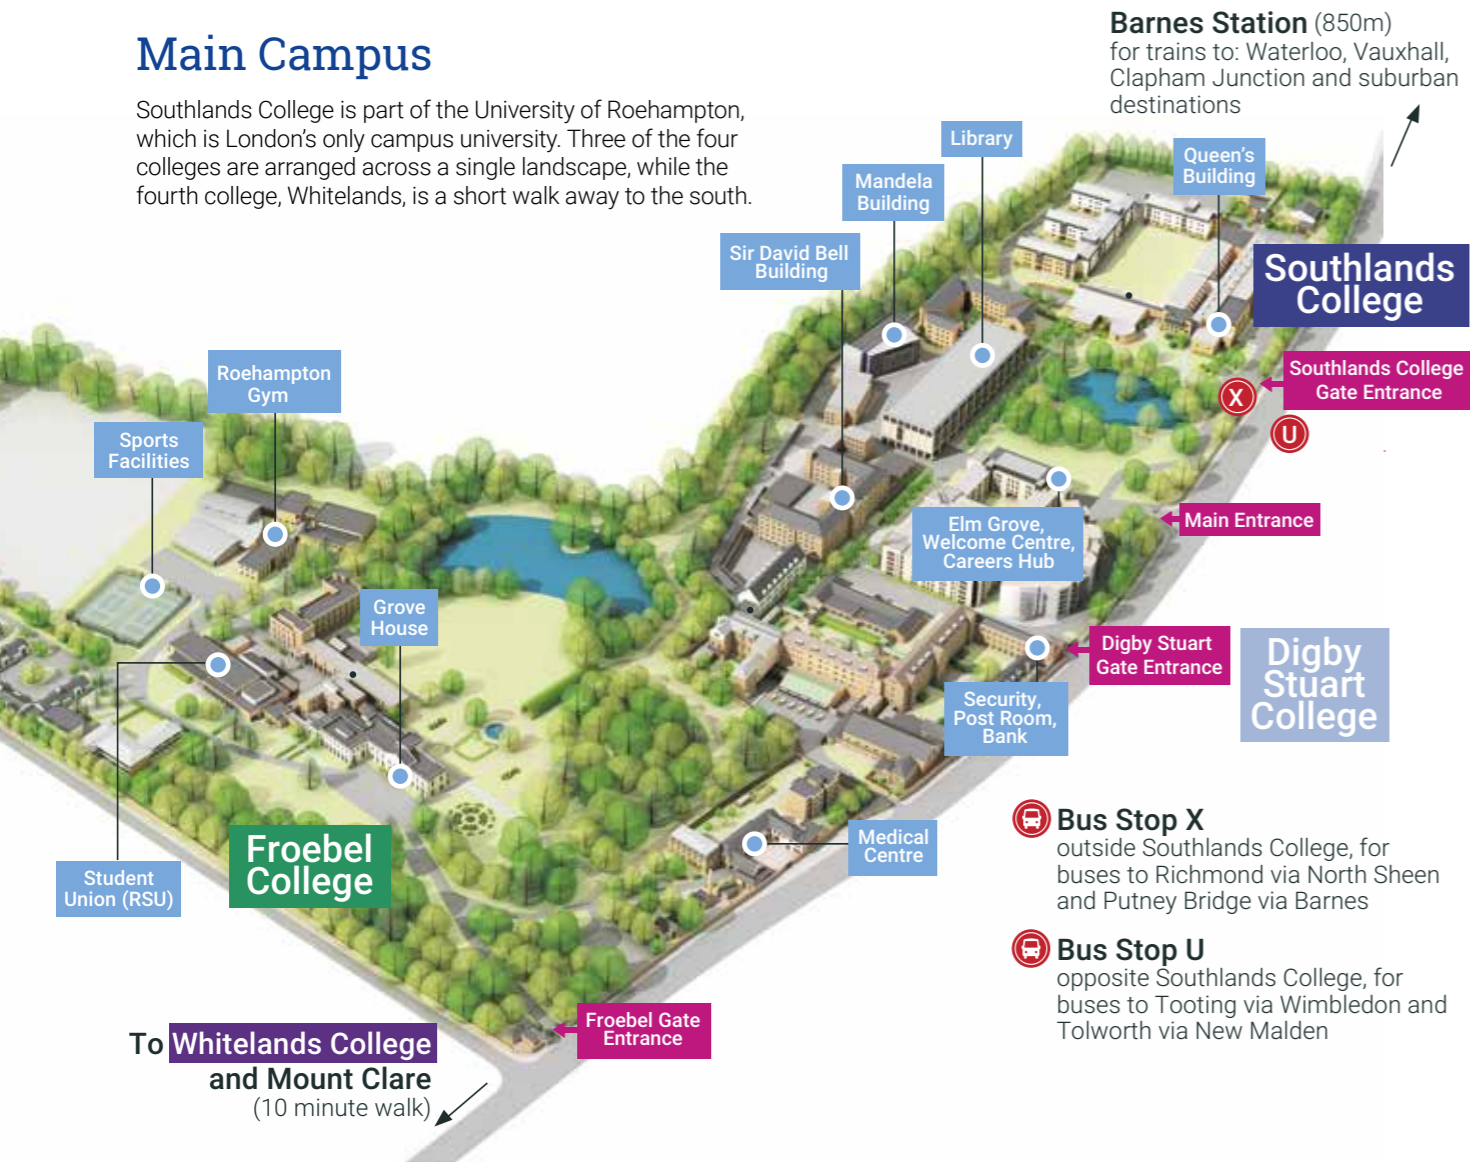 Main Campus
Southlands College is part of the University of Roehampton,
which is London's only campus university. Three of the four
colleges are arranged across a single landscape, while the
fourth college, Whitelands, is a short walk away to the south.
Barnes Station (850m)
for trains to: Waterloo, Vauxhall,
Clapham Junction and suburban
destinations
Library
Queen's
Building
Mandela
Building
Sir David Bell
Building
Southlands
College
Roehampton
Gym
Southlands College
Gate Entrance
X
U
Sports
Facilities
Main Entrance
Elm Grove,
Welcome Centre,
Careers Hub
Grove
House
Digby Stuart
Gate Entrance
Digby
Stuart
College
Security,
Post Room,
Bank
Medical
Centre
Froebel
College
Student
Union (RSU)
Bus Stop X
outside Southlands College, for
buses to Richmond via North Sheen
and Putney Bridge via Barnes
Bus Stop U
opposite Southlands College, for
buses to Tooting via Wimbledon and
Tolworth via New Malden
Froebel Gate
Entrance
To Whitelands College
and Mount Clare
(10 minute walk)